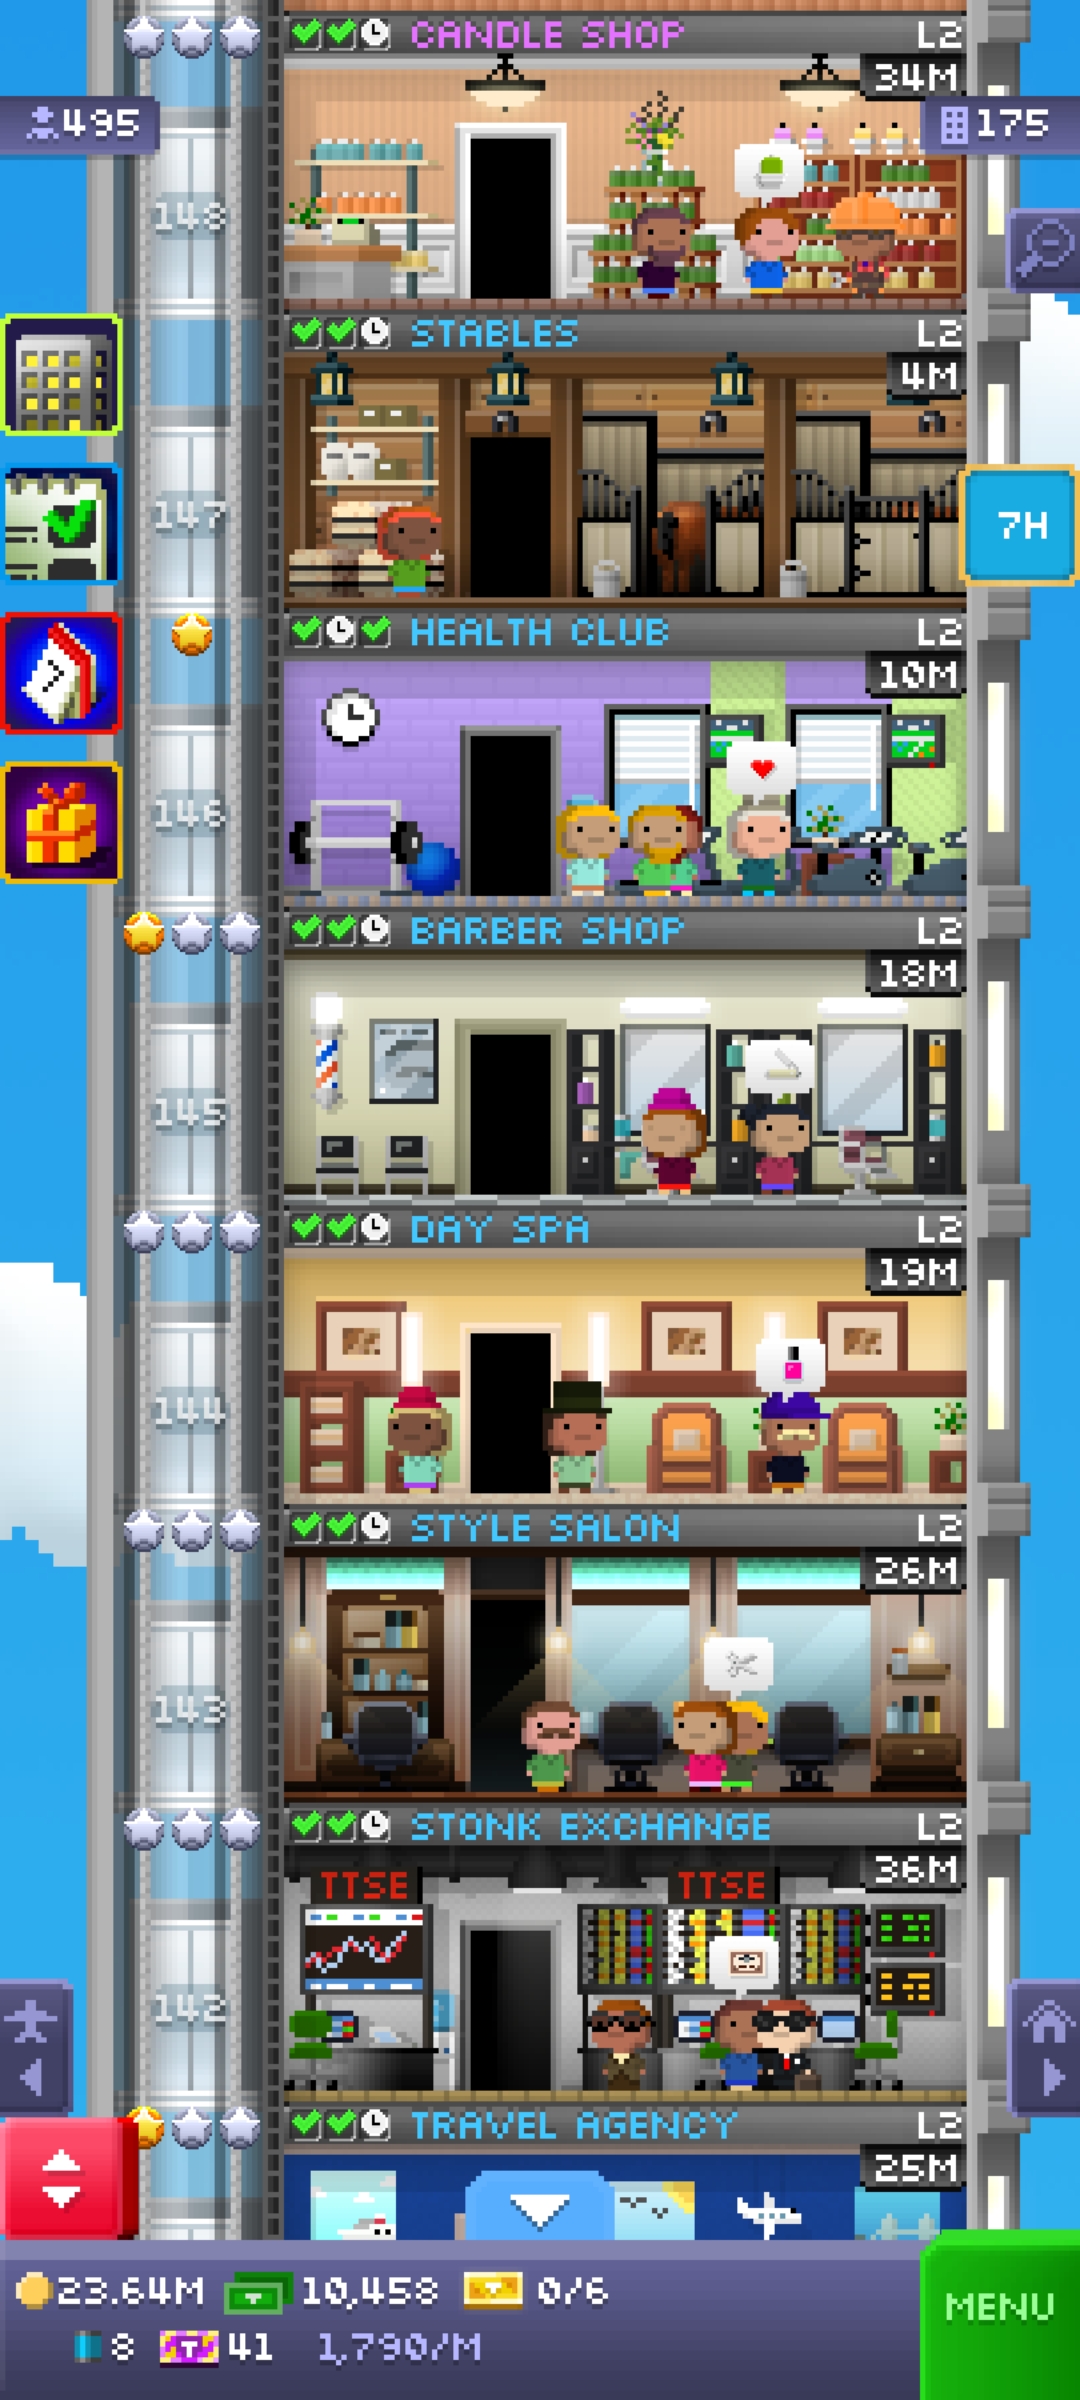 CANDLE SHOP L2
34M
495
175
148
STABLES L2
4M
147
7H
HEALTH CLUB L2
10M
146
BARBER SHOP L2
18M
145
DAY SPA L2
19M
144
STYLE SALON L2
26M
143
STONK EXCHANGE L2
36M
TTSE TTSE
142
TRAVEL AGENCY L2
25M
23.64M 10,458 0/6
8 T 41 1,790/M
MENU